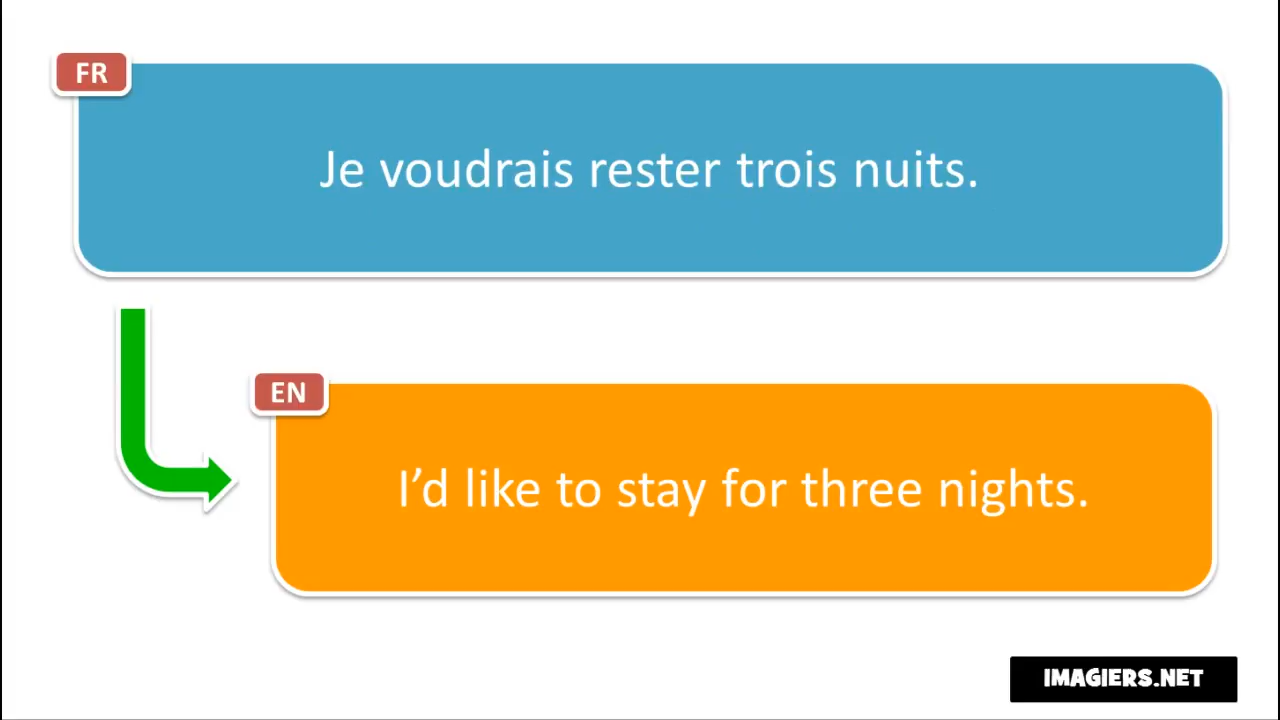 FR
Je voudrais rester trois nuits.
EN
I’d like to stay for three nights.
IMAGIERS.NET